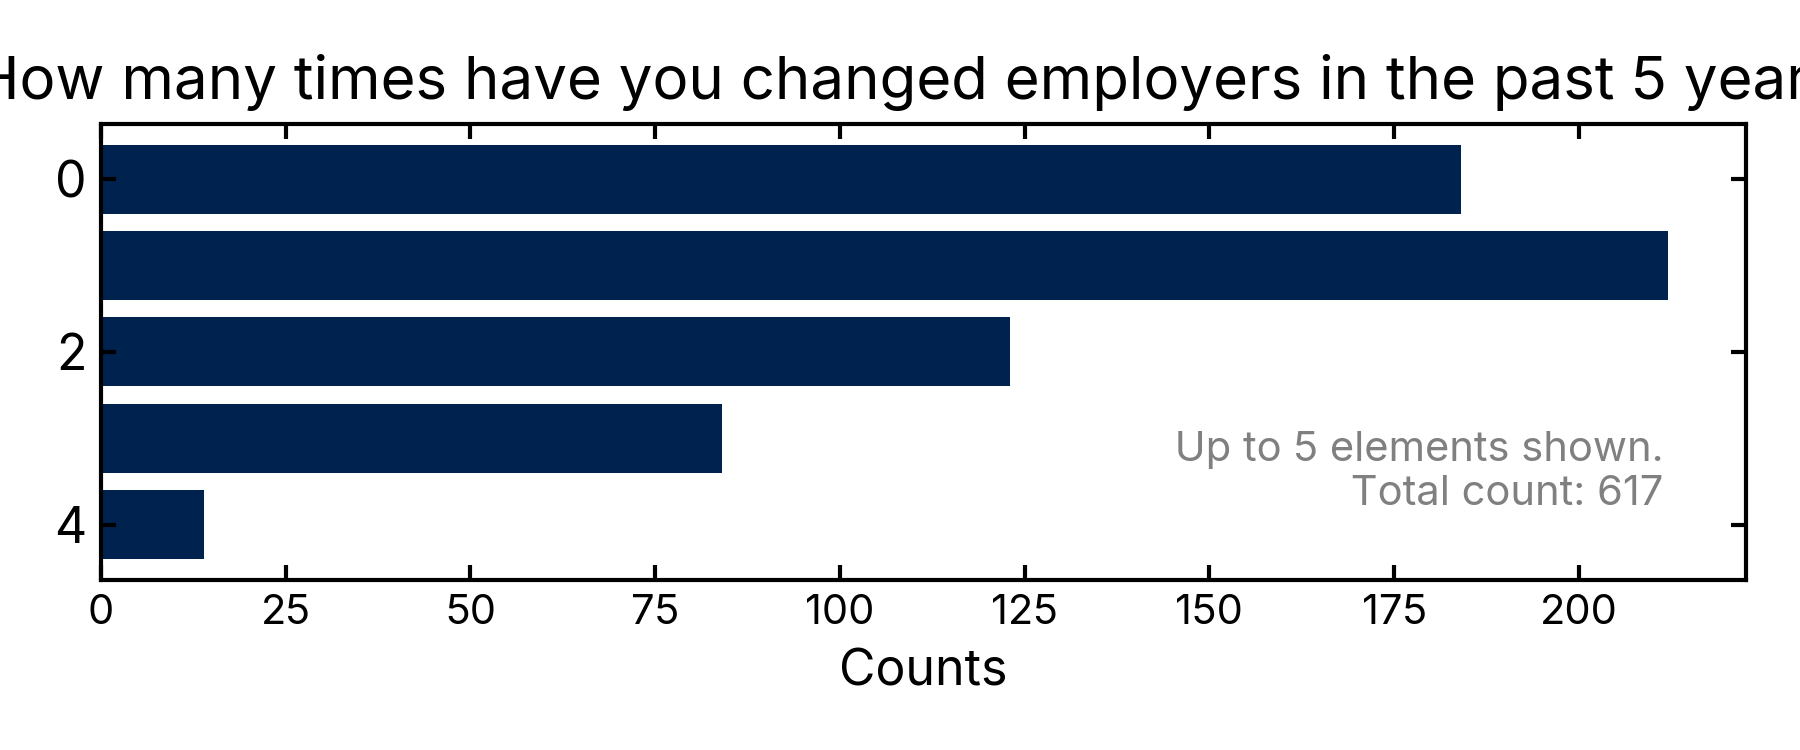 How many times have you changed employers in the past 5 year
0
2
4
Up to 5 elements shown.
Total count: 617
0 25 50 75 100 125 150 175 200
Counts